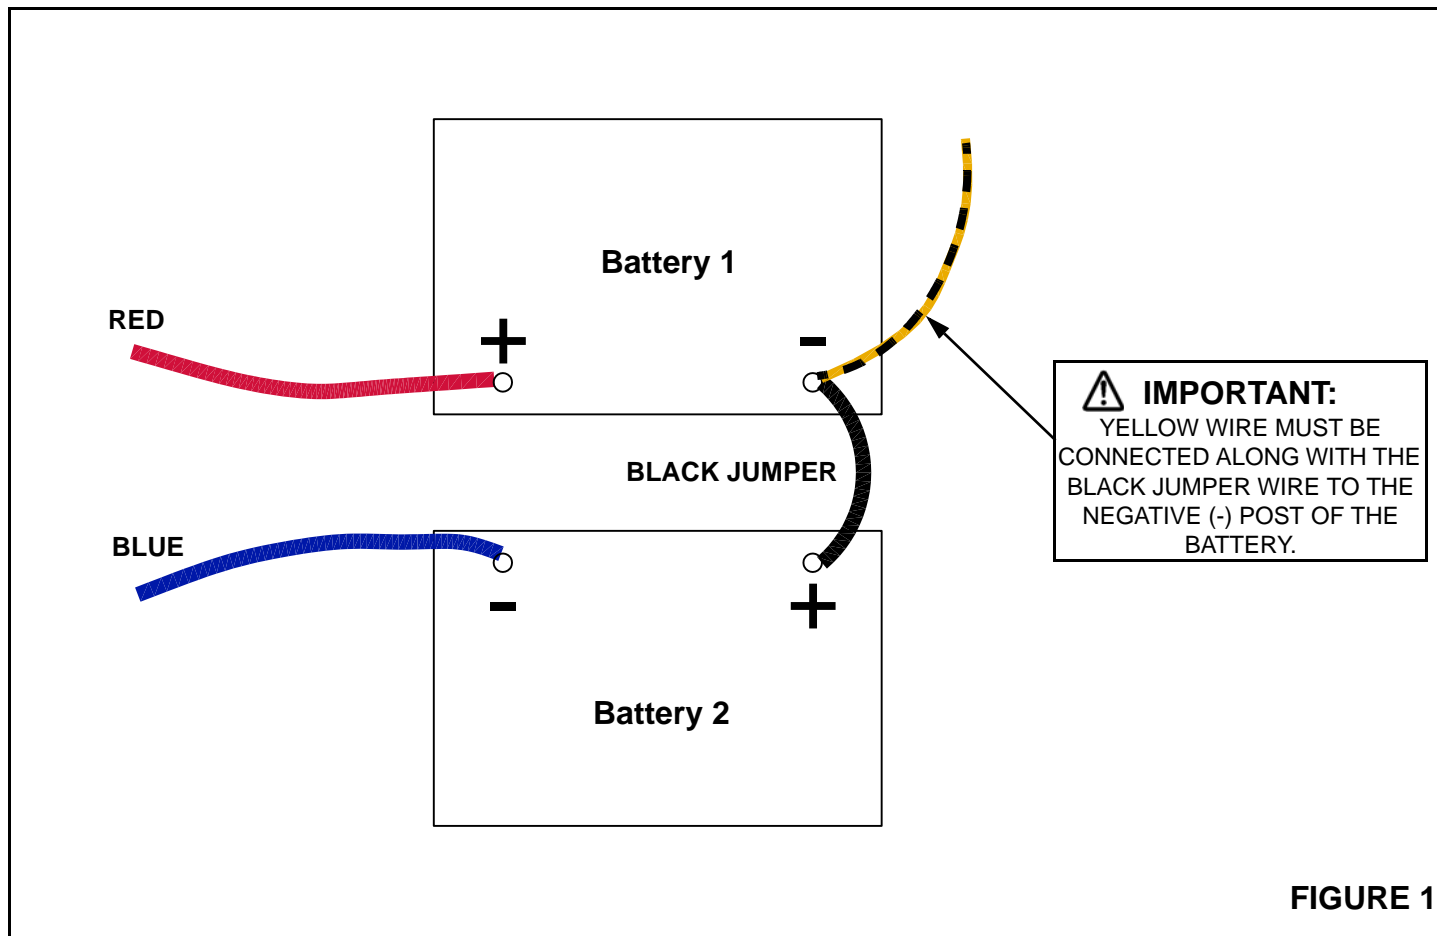 Battery 1
RED
+
-
IMPORTANT:
YELLOW WIRE MUST BE
CONNECTED ALONG WITH THE
BLACK JUMPER WIRE TO THE
NEGATIVE (-) POST OF THE
BATTERY.
BLACK JUMPER
BLUE
-
+
Battery 2
FIGURE 1